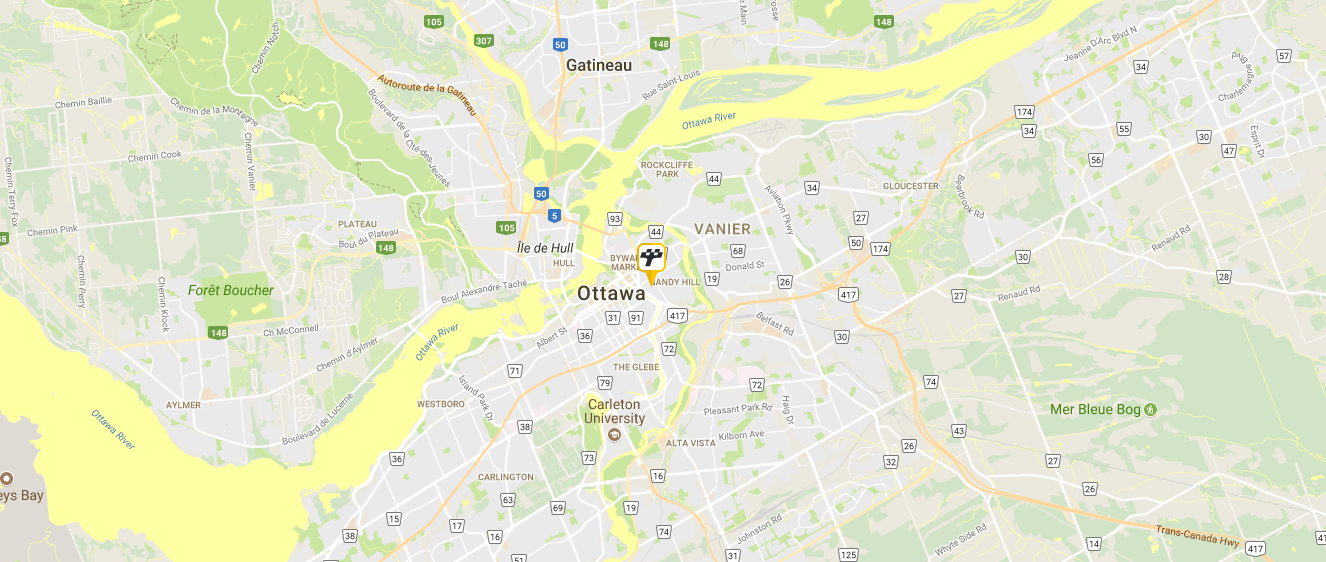 105
148
148
307
50
Gatineau
Chemin Notch
Jeanne D'Arc Blvd N
57
34
Autoroute de la Gatineau
Rue Saint-Louis
Chemin Baillie
Chemin de la Montagne
Boulevard de la Cité-des-Jeunes
Ottawa River
174
34
55
30
47
56
Esprit Dr
Chemin Cook
Chemin Vanier
ROCKCLIFFE
PARK
44
34
GLOUCESTER
Bearbrook Rd
Aviation Pkwy
50
5
Chemin Terry-Fox
Chemin Pink
PLATEAU
Boul du Plateau
105
93
44
VANIER
27
50
174
148
Île de Hull
HULL
68
Donald St
30
Renaud Rd
Chemin Perry
Chemin Klock
Forêt Boucher
Boul Alexandre-Taché
Ottawa
SANDY HILL
19
26
417
27
Renaud Rd
28
148
Ch McConnell
Chemin d'Aylmer
Ottawa River
Albert St
31
91
417
36
Belfast Rd
30
72
THE GLEBE
71
79
72
74
AYLMER
Boulevard de Lucerne
WESTBORO
Island Park Dr
Carleton
University
Pleasant Park Rd
Haig Dr
Mer Bleue Bog
Ottawa River
38
ALTA VISTA
Kilborn Ave
43
26
36
73
32
27
CARLINGTON
16
26
eys Bay
63
69
19
15
17
16
38
74
Johnston Rd
31
125
51
Whyte Side Rd
14
Trans-Canada Hwy
417